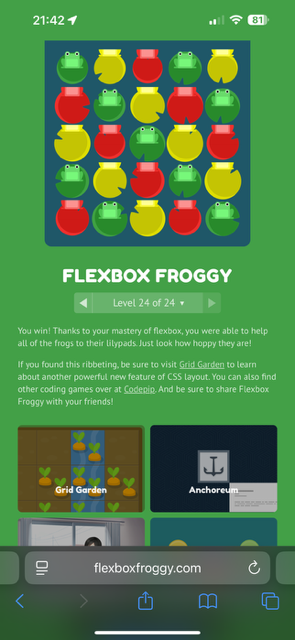 21:42
81
FLEXBOX FROGGY
Level 24 of 24 ▾
You win! Thanks to your mastery of flexbox, you were able to help
all of the frogs to their lilypads. Just look how hoppy they are!
If you found this ribbeting, be sure to visit Grid Garden to learn
about another powerful new feature of CSS layout. You can also find
other coding games over at Codepip. And be sure to share Flexbox
Froggy with your friends!
Grid Garden
Anchoreum
flexboxfroggy.com